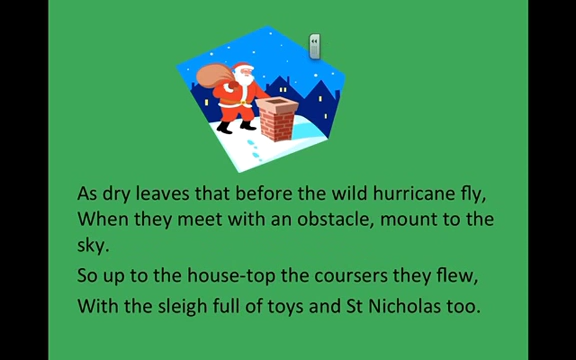 As dry leaves that before the wild hurricane fly,
When they meet with an obstacle, mount to the
sky.
So up to the house-top the coursers they flew,
With the sleigh full of toys and St Nicholas too.